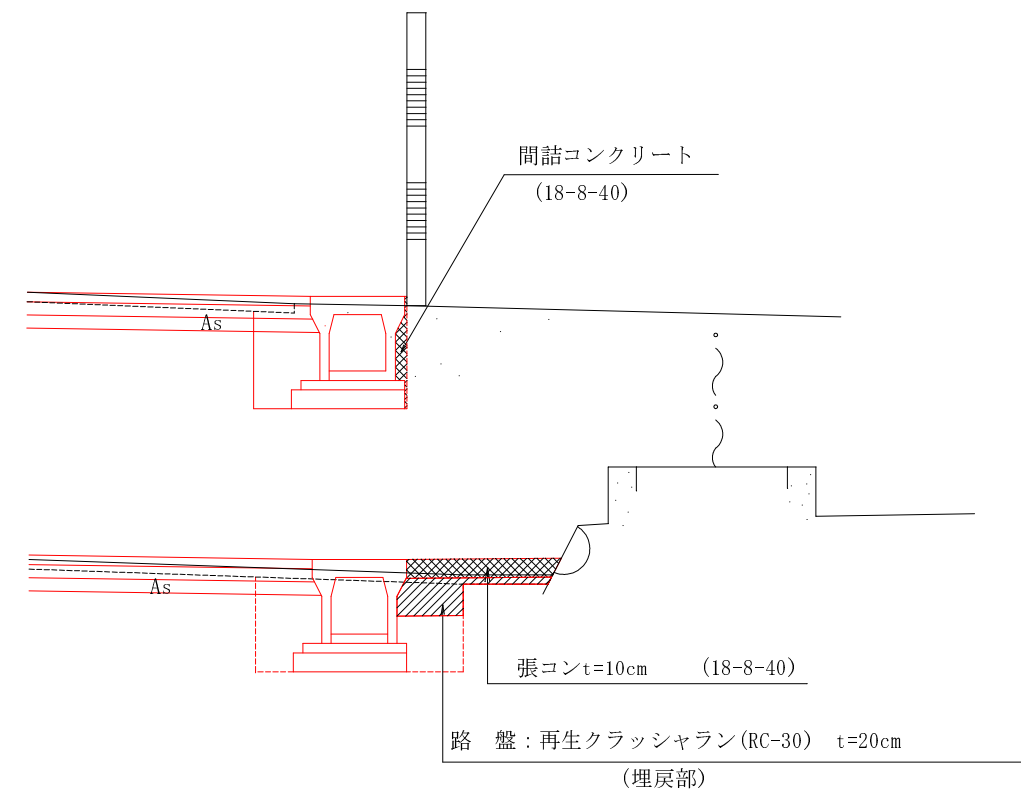 間詰コンクリート
(18-8-40)
As
As
張コンt=10cm　(18-8-40)
路　盤：再生クラッシャラン(RC-30)　t=20cm
(埋戻部)